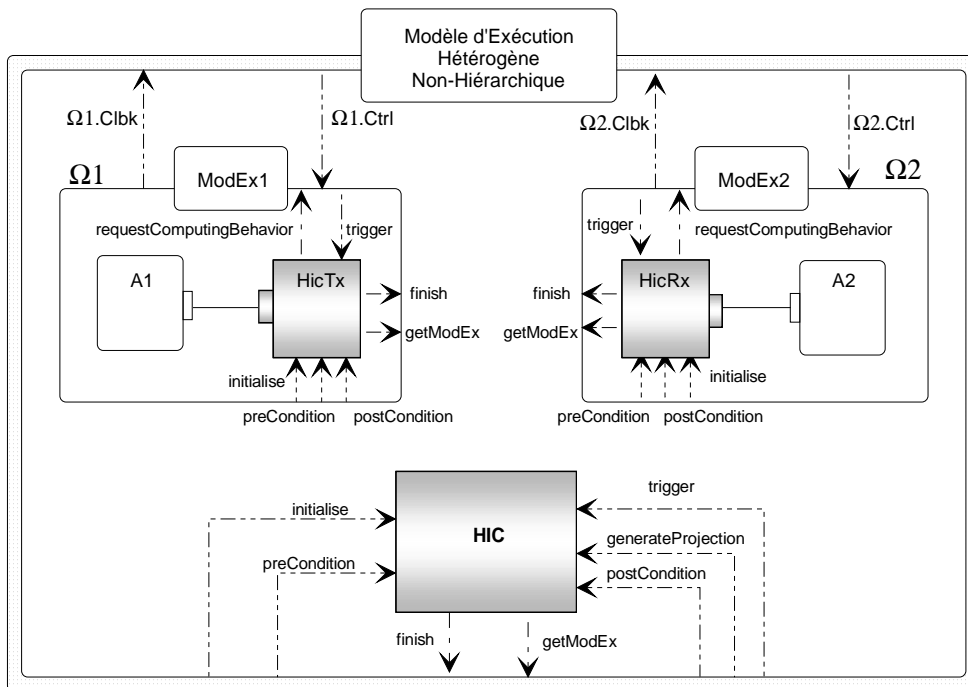 Modèle d'Exécution
Hétérogène
Non-Hiérarchique
Ω1.Clbk
Ω1.Ctrl
Ω2.Clbk
Ω2.Ctrl
Ω1
ModEx1
ModEx2
Ω2
requestComputingBehavior
trigger
trigger
requestComputingBehavior
A1
HicTx
HicRx
A2
finish
finish
getModEx
getModEx
initialise
initialise
preCondition
postCondition
preCondition
postCondition
trigger
initialise
HIC
generateProjection
preCondition
postCondition
finish
getModEx